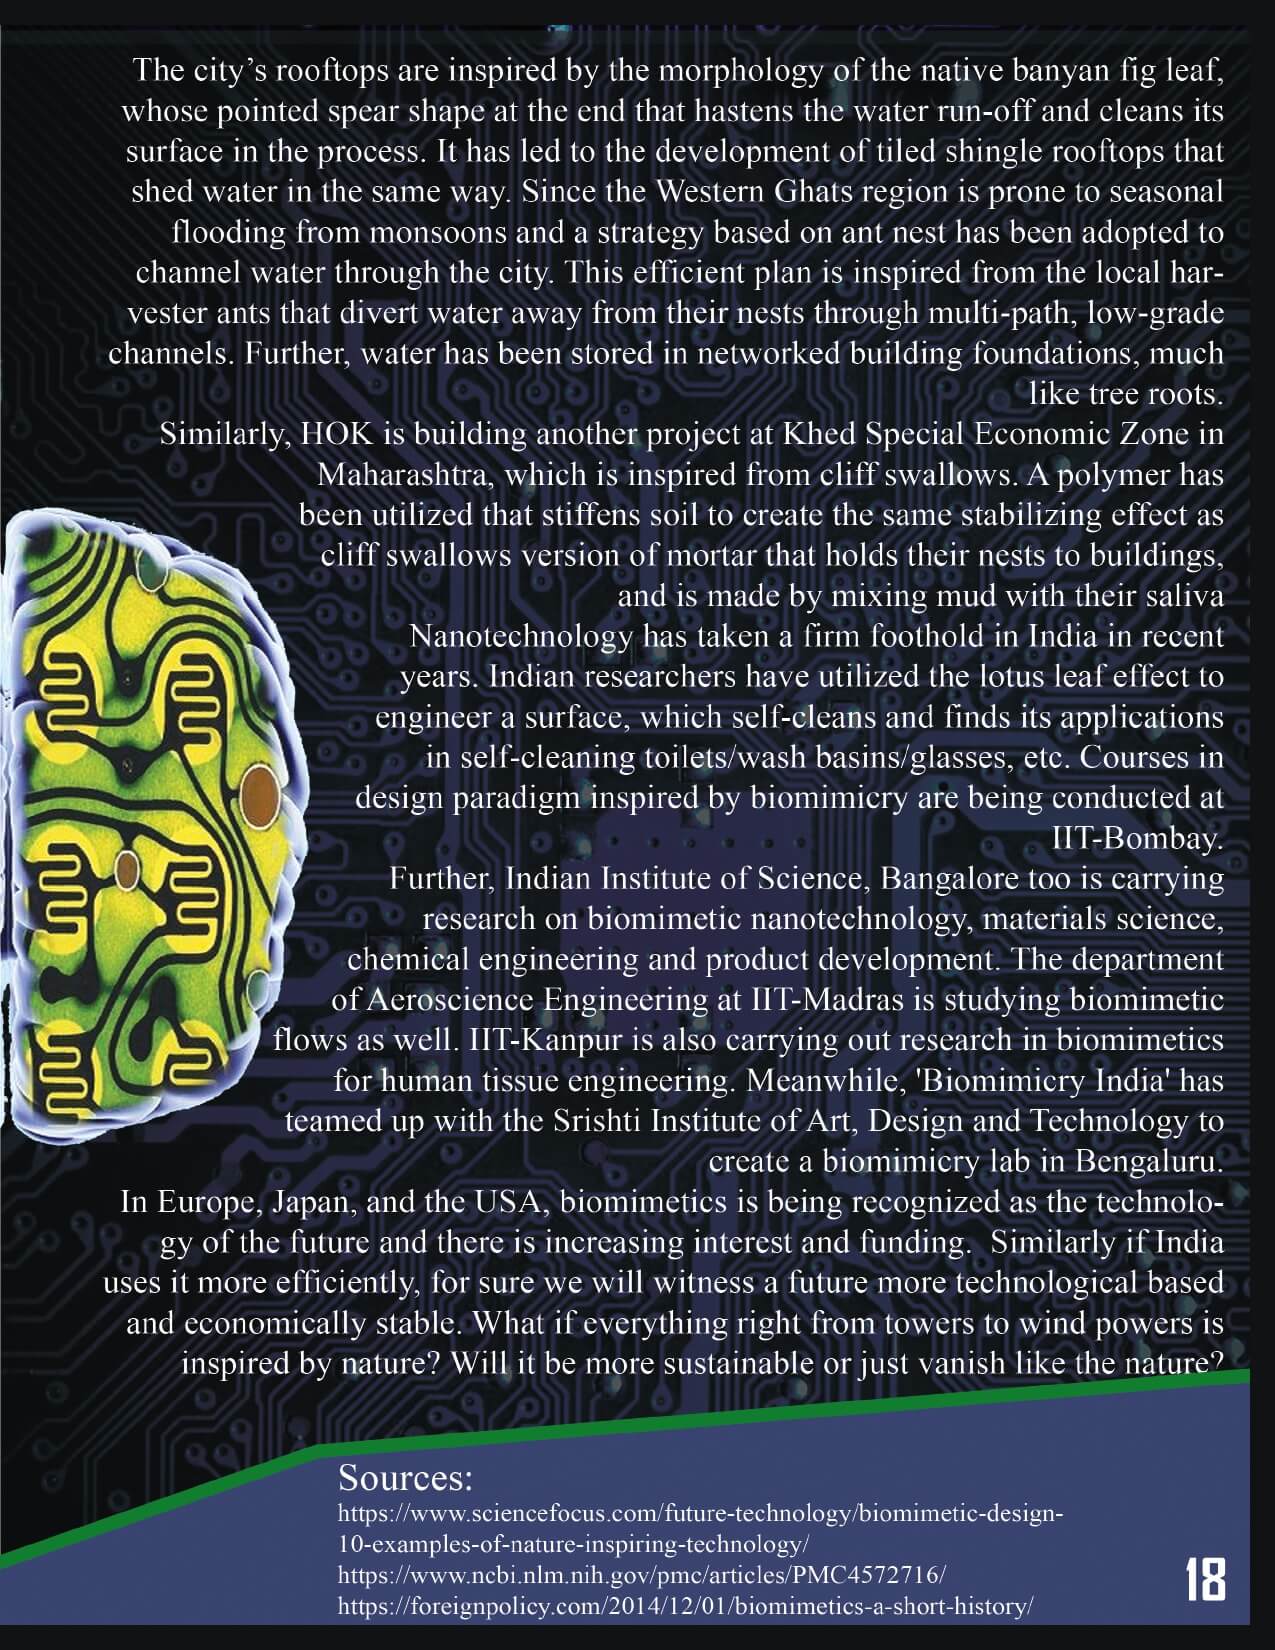 The city’s rooftops are inspired by the morphology of the native banyan fig leaf,
whose pointed spear shape at the end that hastens the water run-off and cleans its
surface in the process. It has led to the development of tiled shingle rooftops that
shed water in the same way. Since the Western Ghats region is prone to seasonal
flooding from monsoons and a strategy based on ant nest has been adopted to
channel water through the city. This efficient plan is inspired from the local har-
vester ants that divert water away from their nests through multi-path, low-grade
channels. Further, water has been stored in networked building foundations, much
like tree roots.
Similarly, HOK is building another project at Khed Special Economic Zone in
Maharashtra, which is inspired from cliff swallows. A polymer has
been utilized that stiffens soil to create the same stabilizing effect as
cliff swallows version of mortar that holds their nests to buildings,
and is made by mixing mud with their saliva
Nanotechnology has taken a firm foothold in India in recent
years. Indian researchers have utilized the lotus leaf effect to
engineer a surface, which self-cleans and finds its applications
in self-cleaning toilets/wash basins/glasses, etc. Courses in
design paradigm inspired by biomimicry are being conducted at
IIT-Bombay.
Further, Indian Institute of Science, Bangalore too is carrying
research on biomimetic nanotechnology, materials science,
chemical engineering and product development. The department
of Aeroscience Engineering at IIT-Madras is studying biomimetic
flows as well. IIT-Kanpur is also carrying out research in biomimetics
for human tissue engineering. Meanwhile, 'Biomimicry India' has
teamed up with the Srishti Institute of Art, Design and Technology to
create a biomimicry lab in Bengaluru.
In Europe, Japan, and the USA, biomimetics is being recognized as the technolo-
gy of the future and there is increasing interest and funding.  Similarly if India
uses it more efficiently, for sure we will witness a future more technological based
and economically stable. What if everything right from towers to wind powers is
inspired by nature? Will it be more sustainable or just vanish like the nature?
Sources:
https://www.sciencefocus.com/future-technology/biomimetic-design-
10-examples-of-nature-inspiring-technology/
https://www.ncbi.nlm.nih.gov/pmc/articles/PMC4572716/
https://foreignpolicy.com/2014/12/01/biomimetics-a-short-history/
18